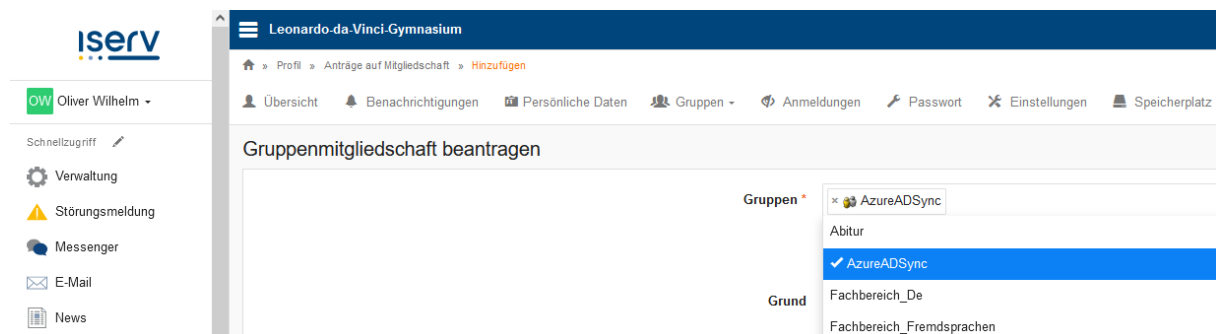 IServ
Leonardo-da-Vinci-Gymnasium
» Profil » Anträge auf Mitgliedschaft » Hinzufügen
OW Oliver Wilhelm
Übersicht Benachrichtigungen Persönliche Daten Gruppen Anmeldungen Passwort Einstellungen Speicherplatz
Schnellzugriff
Gruppenmitgliedschaft beantragen
Verwaltung
Störungsmeldung
Messenger
E-Mail
News
Gruppen *
× AzureADSync
Abitur
✓ AzureADSync
Fachbereich_De
Fachbereich_Fremdsprachen
Grund